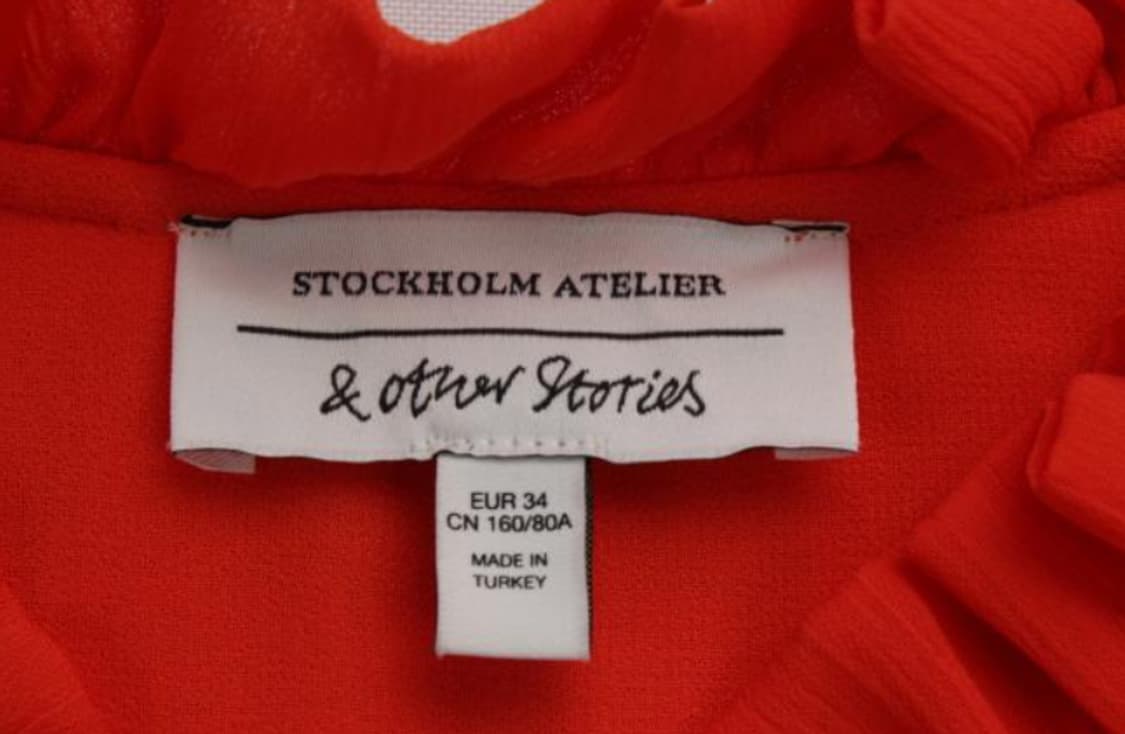 STOCKHOLM ATELIER
& other Stories
EUR 34
CN 160/80A
MADE IN
TURKEY